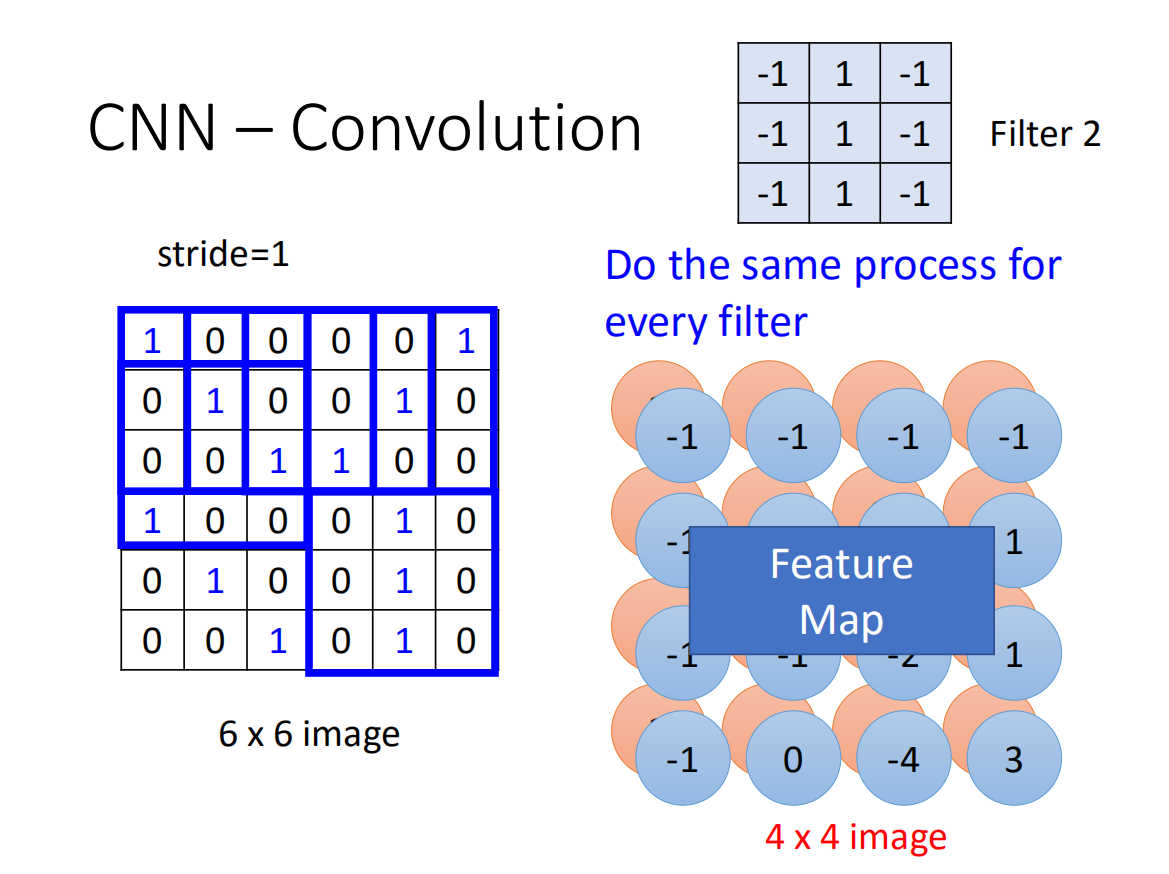 -1 1 -1
CNN – Convolution
-1 1 -1
Filter 2
-1 1 -1
stride=1
Do the same process for
every filter
1 0 0 0 0 1
0 1 0 0 1 0
0 0 1 1 0 0
1 0 0 0 1 0
0 1 0 0 1 0
0 0 1 0 1 0
6 x 6 image
-1 -1 -1 -1
-1 1
Feature
Map
-1 -1 -2 1
-1 0 -4 3
4 x 4 image